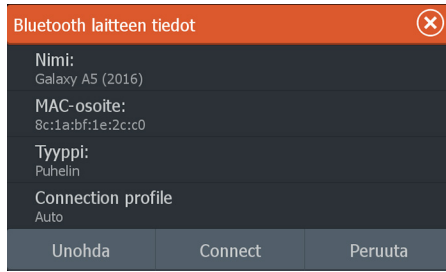 Bluetooth laitteen tiedot
Nimi:
Galaxy A5 (2016)
MAC-osoite:
8c:1a:bf:1e:2c:c0
Tyyppi:
Puhelin
Connection profile
Auto
Unohda Connect Peruuta